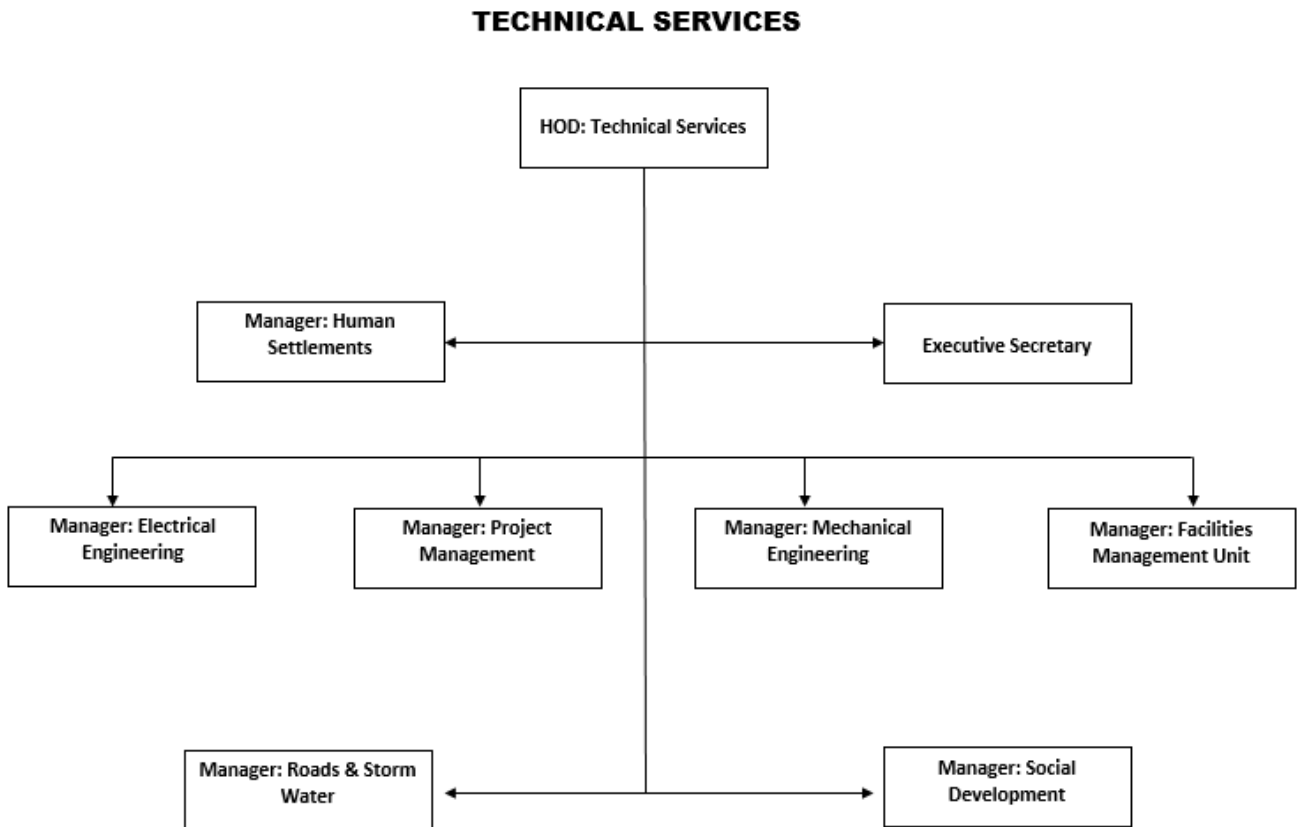 TECHNICAL SERVICES
HOD: Technical Services
Manager: Human
Settlements
Executive Secretary
Manager: Electrical
Engineering
Manager: Project
Management
Manager: Mechanical
Engineering
Manager: Facilities
Management Unit
Manager: Roads & Storm
Water
Manager: Social
Development